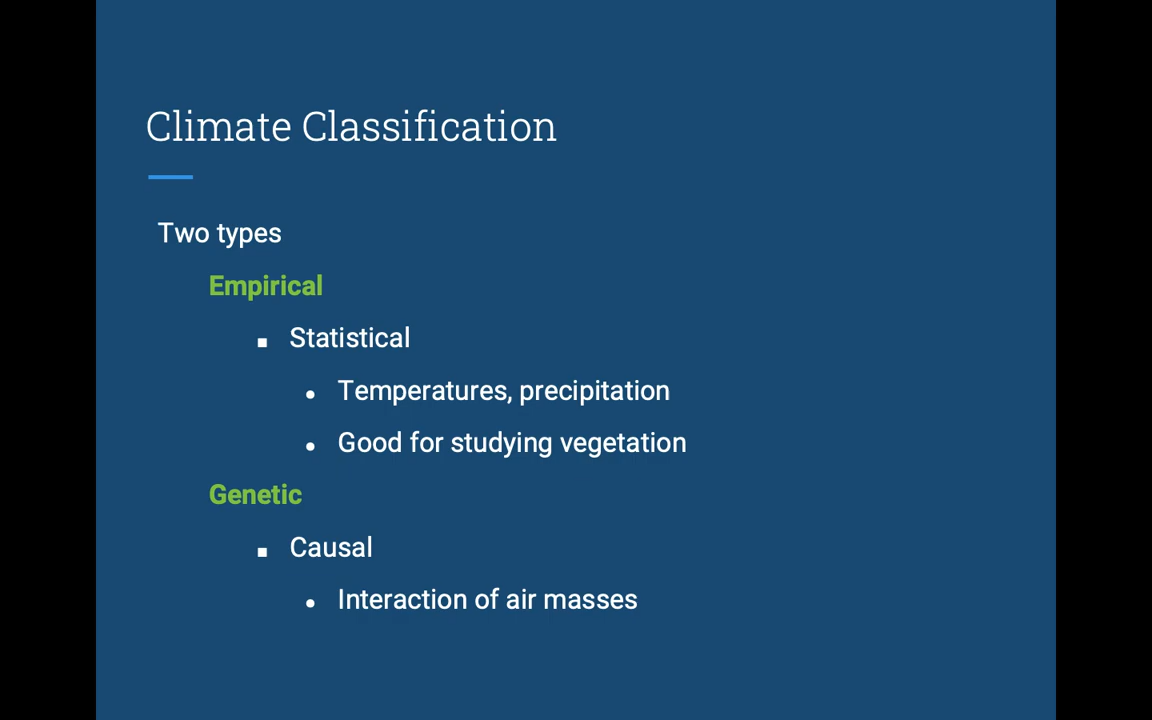 Climate Classification
Two types
Empirical
▪ Statistical
• Temperatures, precipitation
• Good for studying vegetation
Genetic
▪ Causal
• Interaction of air masses